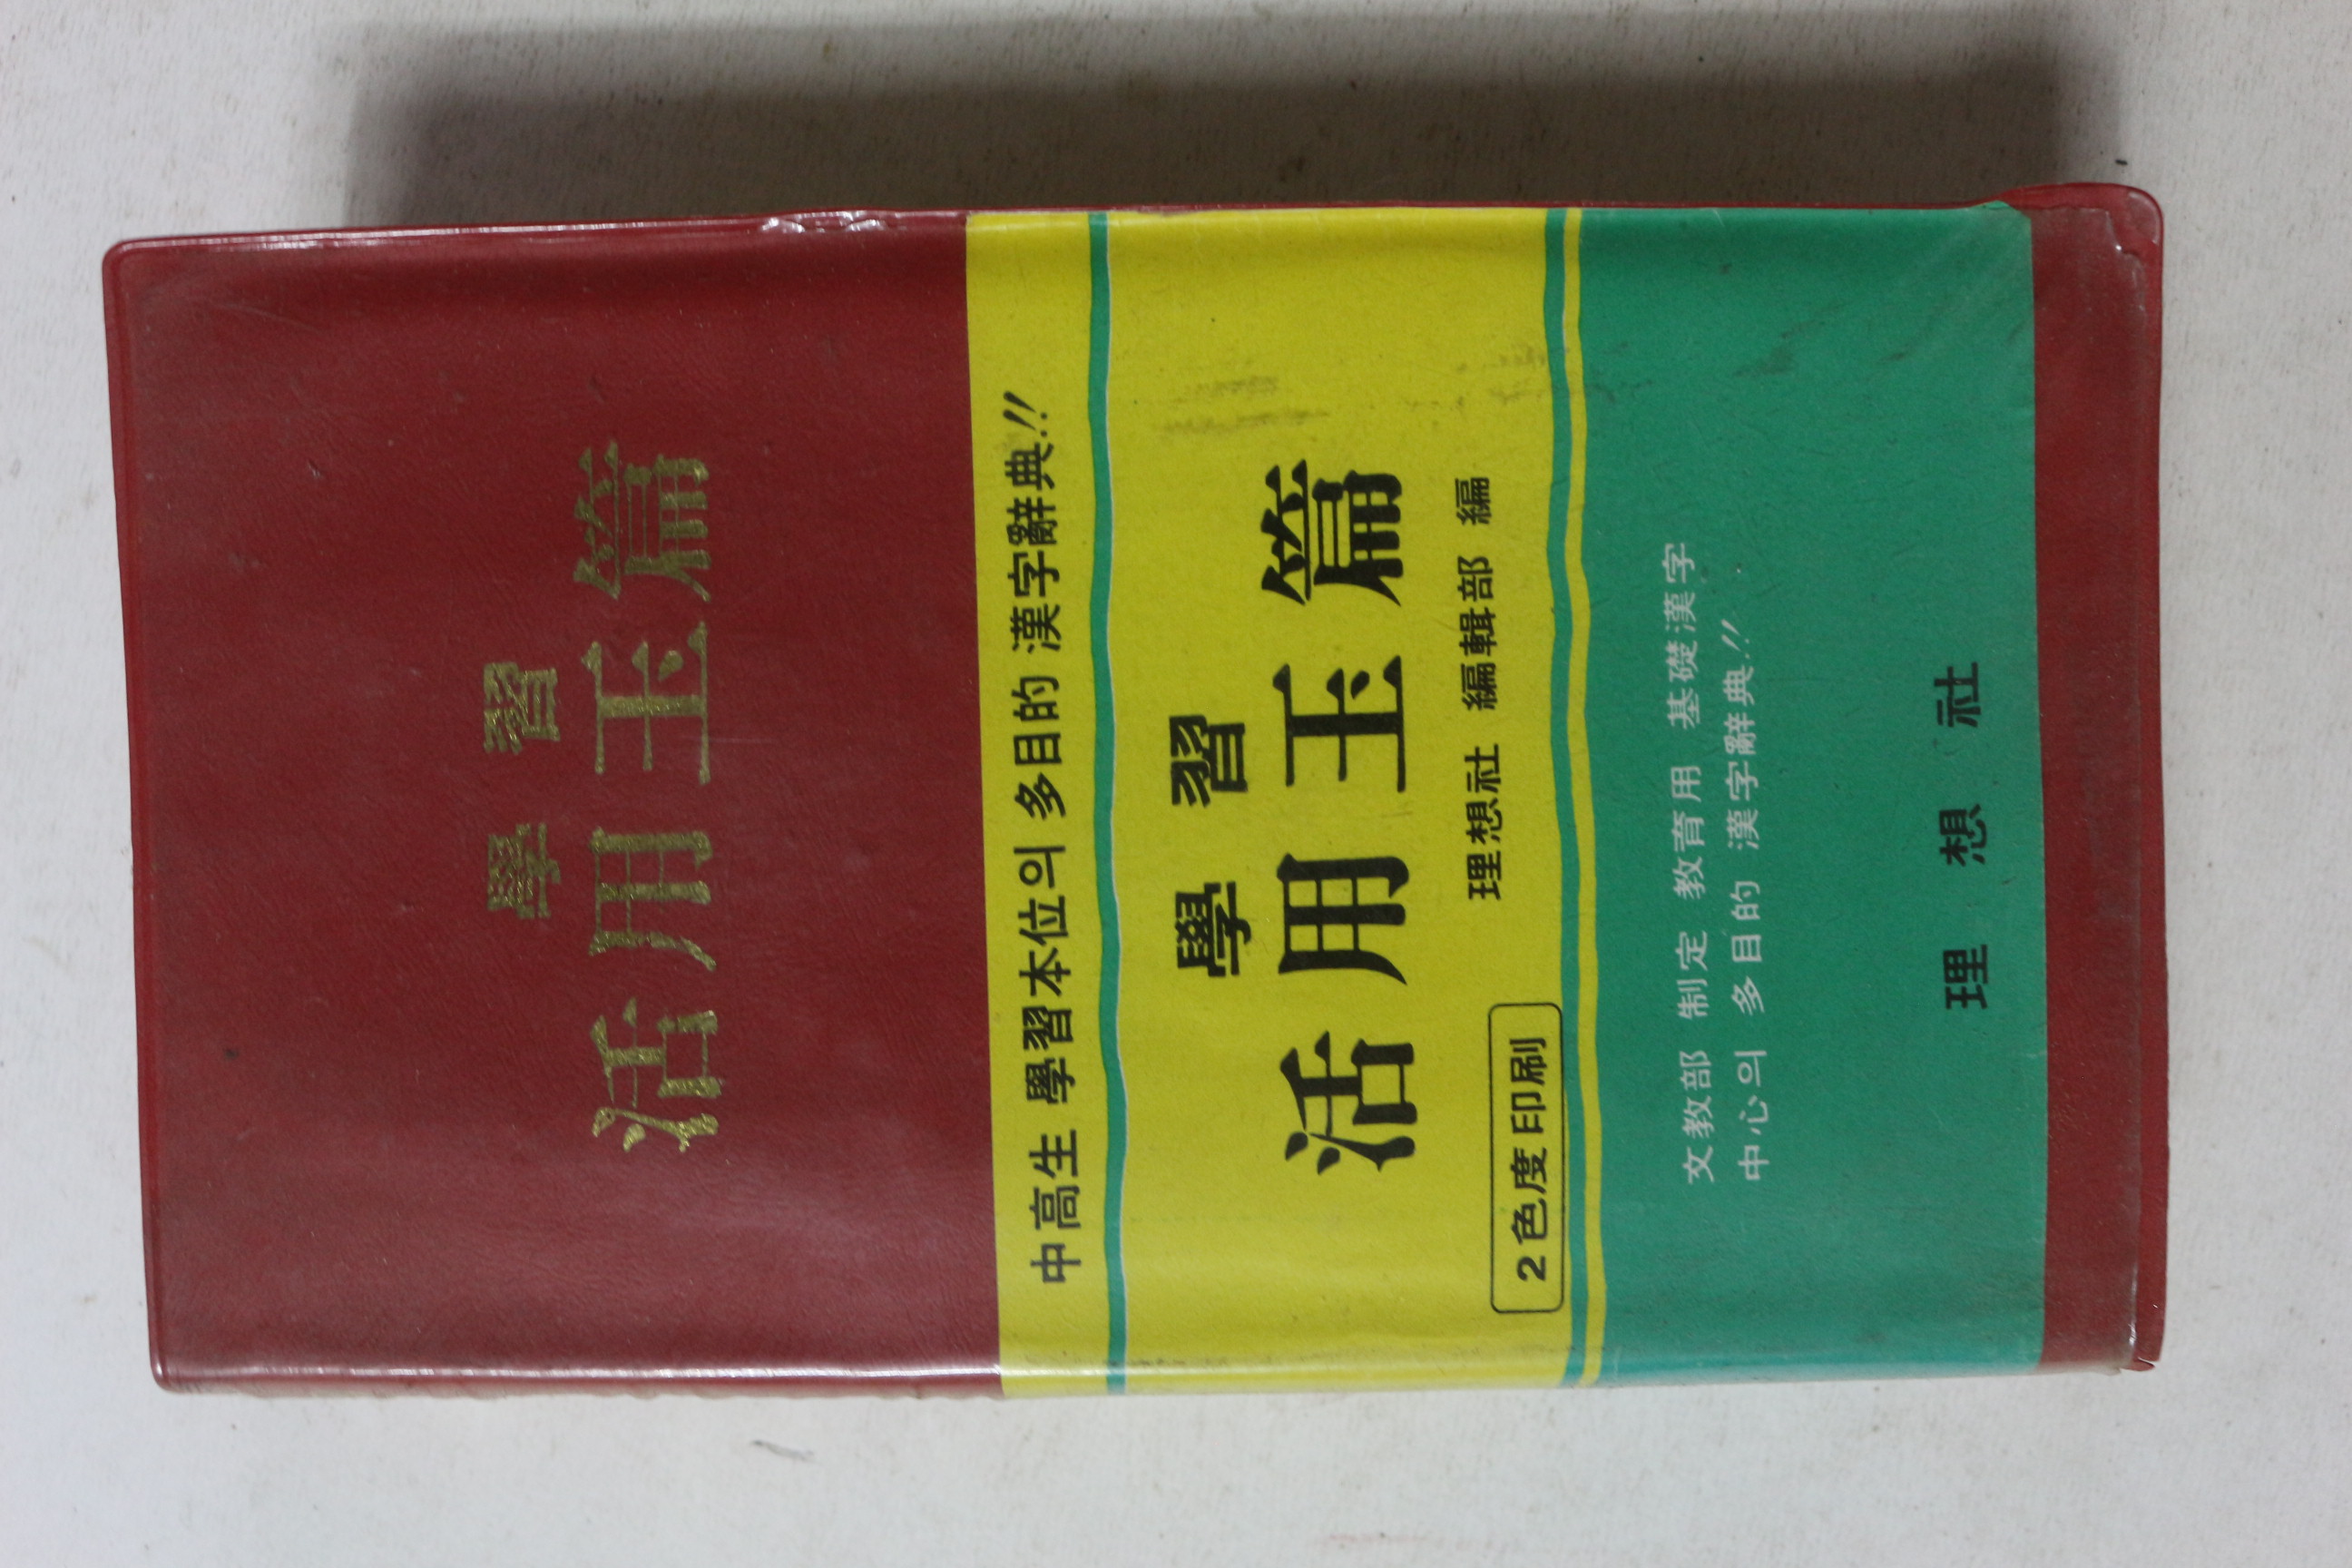 學習
活用玉篇
中高生 學習本位의 多目的 漢字辭典!!
學習
活用玉篇
理想社 編輯部 編
2色度印刷
文敎部 制定 敎育用 基礎漢字
中心의 多目的 漢字辭典!!
理想社